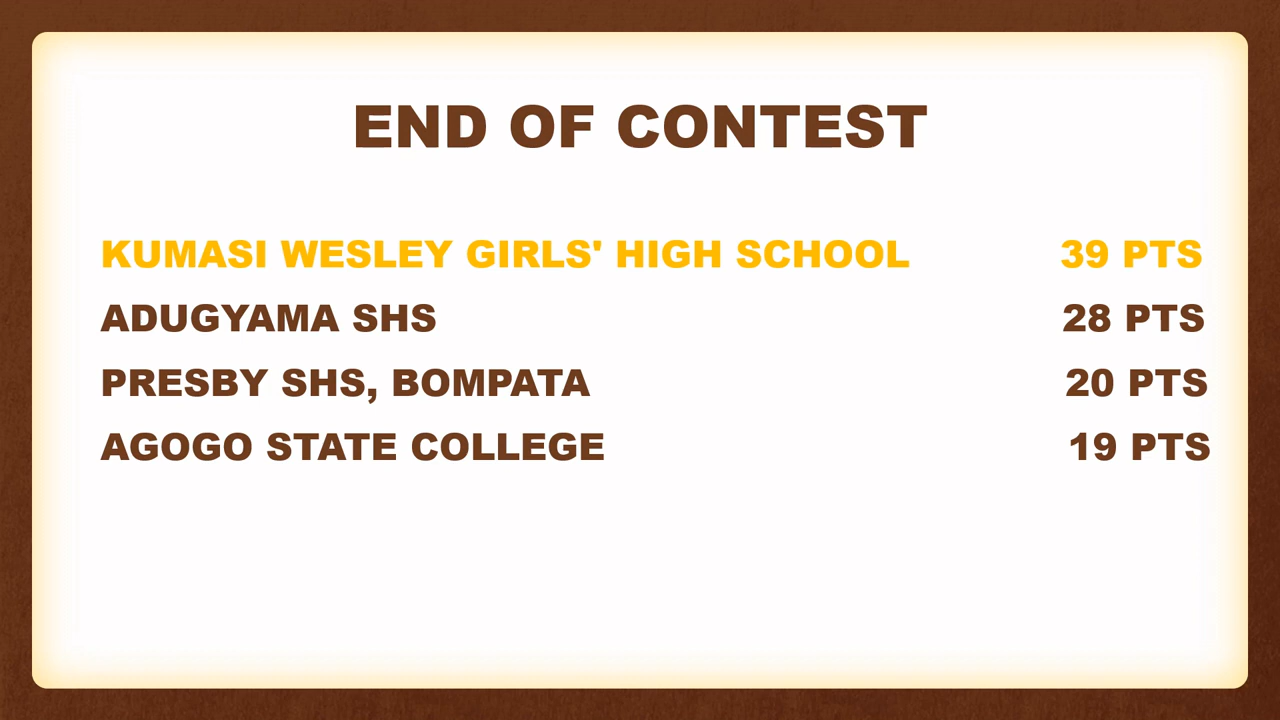 END OF CONTEST
KUMASI WESLEY GIRLS' HIGH SCHOOL 39 PTS
ADUGYAMA SHS 28 PTS
PRESBY SHS, BOMPATA 20 PTS
AGOGO STATE COLLEGE 19 PTS